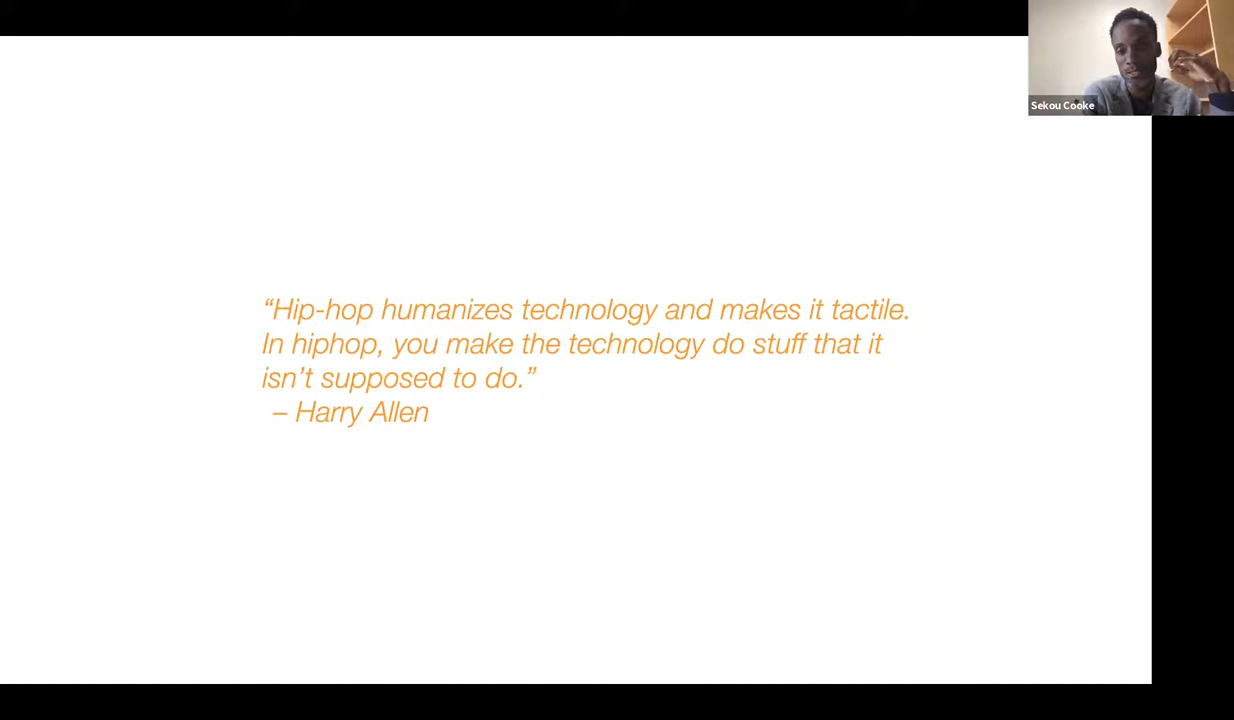 Sekou Cooke
“Hip-hop humanizes technology and makes it tactile.
In hiphop, you make the technology do stuff that it
isn’t supposed to do.”
– Harry Allen